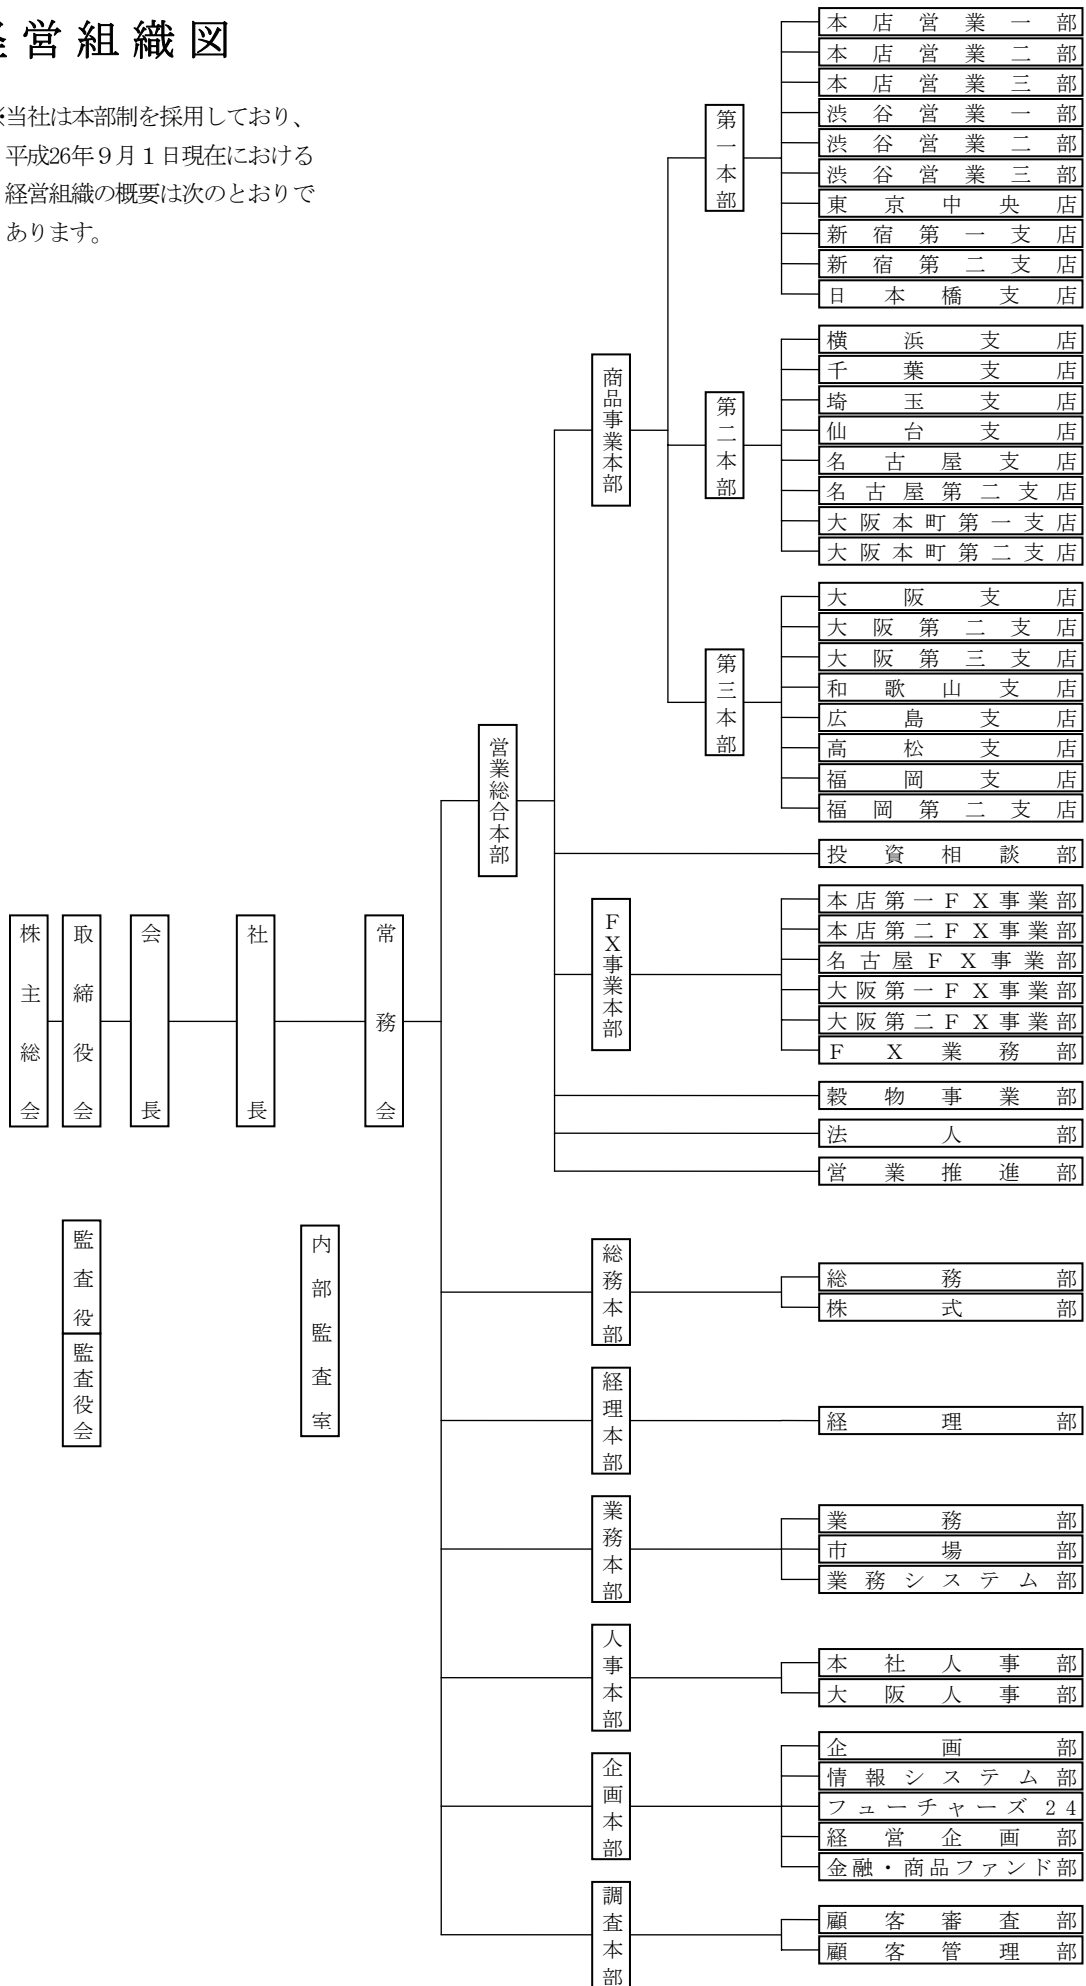 経営組織図
※当社は本部制を採用しており、
平成26年９月１日現在における
経営組織の概要は次のとおりで
あります。
株主総会
取締役会
会長
社長
常務会
監査役
監査役会
内部監査室
営業総合本部
商品事業本部
第一本部
本店営業一部
本店営業二部
本店営業三部
渋谷営業一部
渋谷営業二部
渋谷営業三部
東京中央店
新宿第一支店
新宿第二支店
日本橋支店
第二本部
横浜支店
千葉支店
埼玉支店
仙台支店
名古屋支店
名古屋第二支店
大阪本町第一支店
大阪本町第二支店
第三本部
大阪支店
大阪第二支店
大阪第三支店
和歌山支店
広島支店
高松支店
福岡支店
福岡第二支店
投資相談部
ＦＸ事業本部
本店第一ＦＸ事業部
本店第二ＦＸ事業部
名古屋ＦＸ事業部
大阪第一ＦＸ事業部
大阪第二ＦＸ事業部
ＦＸ業務部
穀物事業部
法人部
営業推進部
総務本部
総務部
株式部
経理本部
経理部
業務本部
業務部
市場部
業務システム部
人事本部
本社人事部
大阪人事部
企画本部
企画部
情報システム部
フューチャーズ24
経営企画部
金融・商品ファンド部
調査本部
顧客審査部
顧客管理部